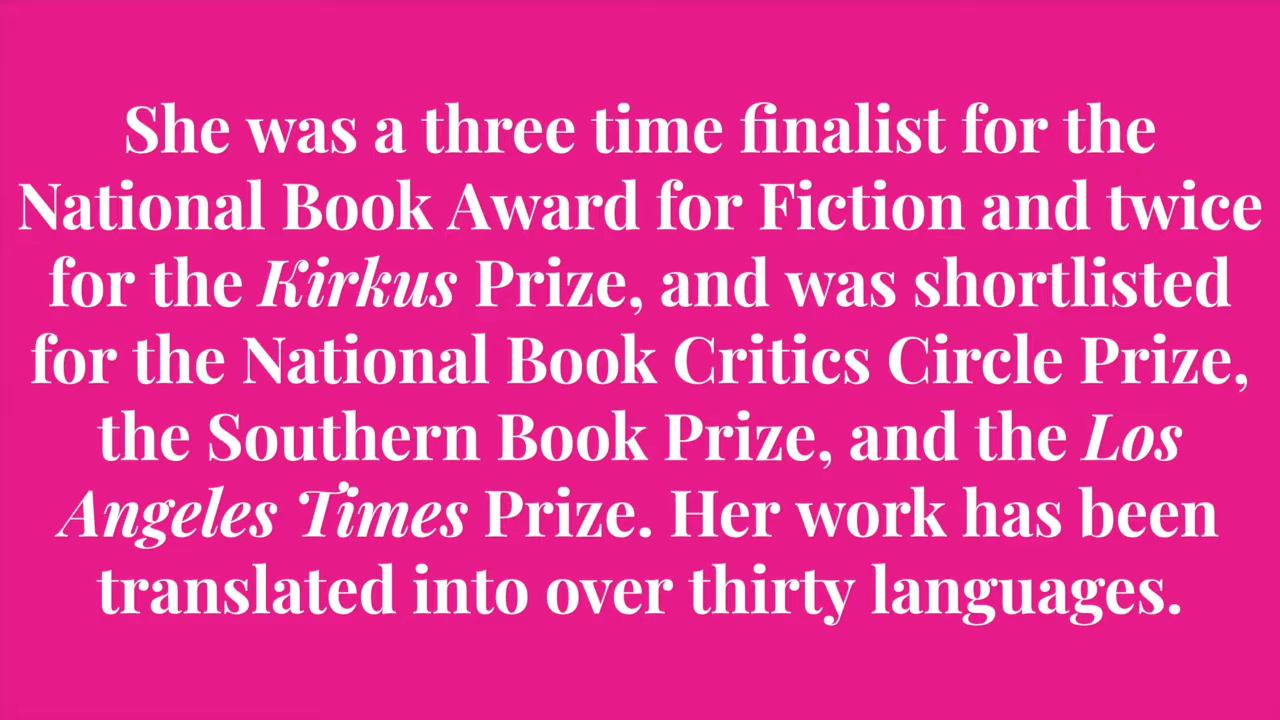 She was a three time finalist for the
National Book Award for Fiction and twice
for the Kirkus Prize, and was shortlisted
for the National Book Critics Circle Prize,
the Southern Book Prize, and the Los
Angeles Times Prize. Her work has been
translated into over thirty languages.